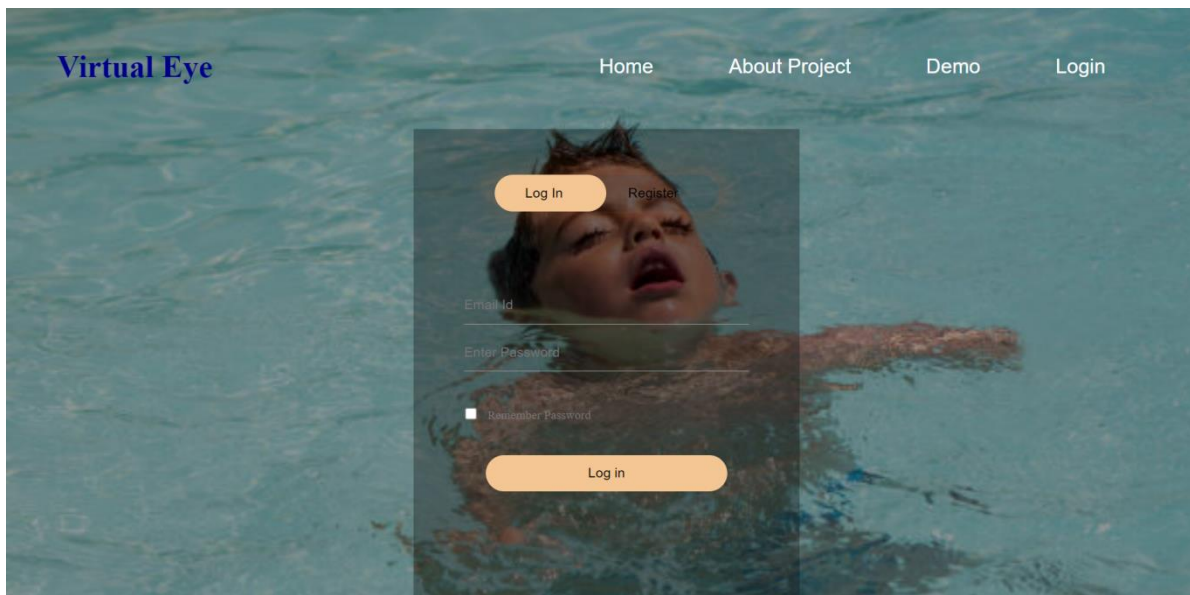 Virtual Eye Home About Project Demo Login
Log In Register
Email Id
Enter Password
Remember Password
Log in